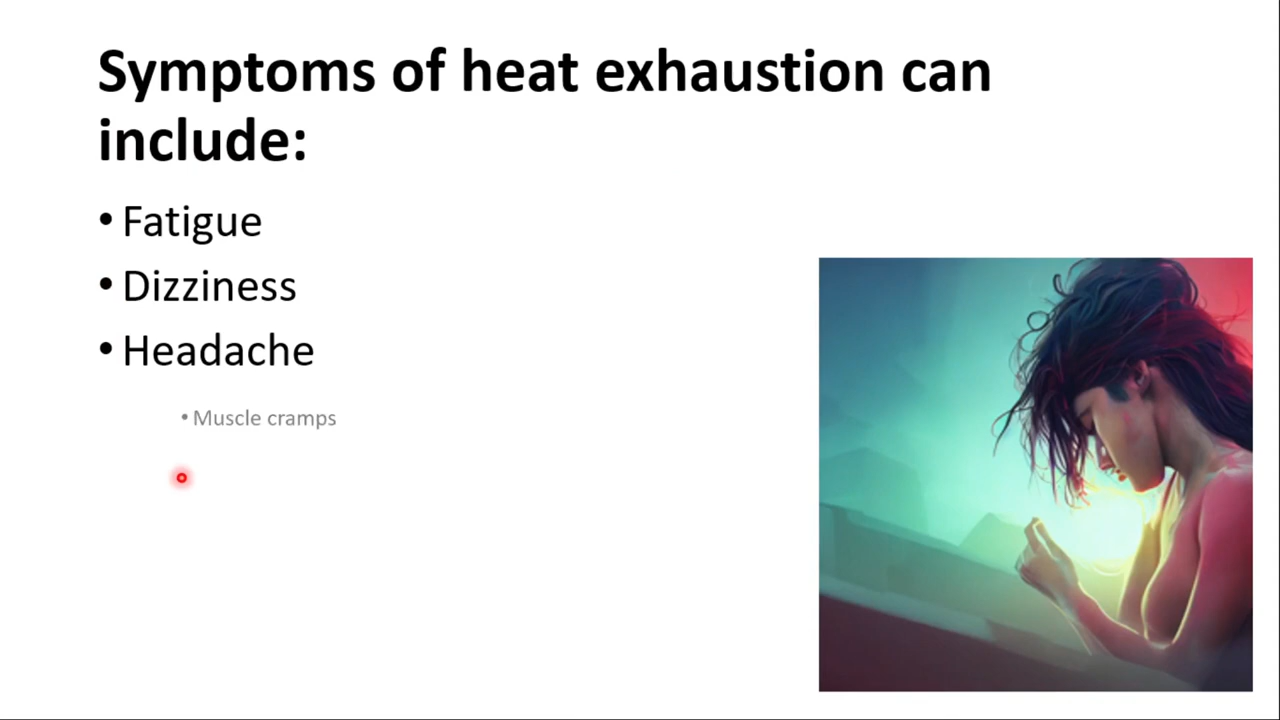 Symptoms of heat exhaustion can
include:
• Fatigue
• Dizziness
• Headache
• Muscle cramps